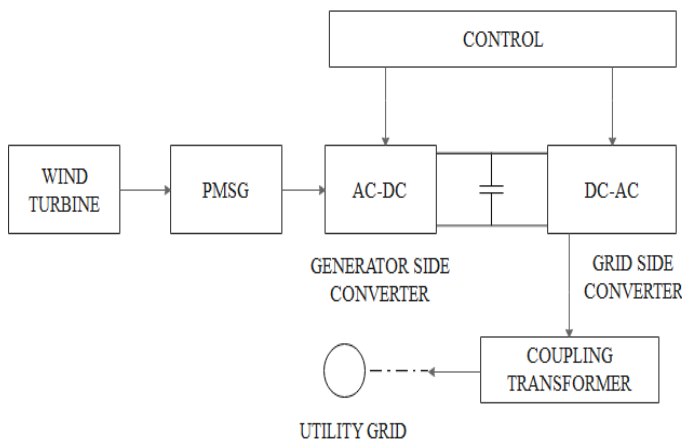 CONTROL
WIND
TURBINE
PMSG
AC-DC
DC-AC
GENERATOR SIDE
CONVERTER
GRID SIDE
CONVERTER
COUPLING
TRANSFORMER
UTILITY GRID